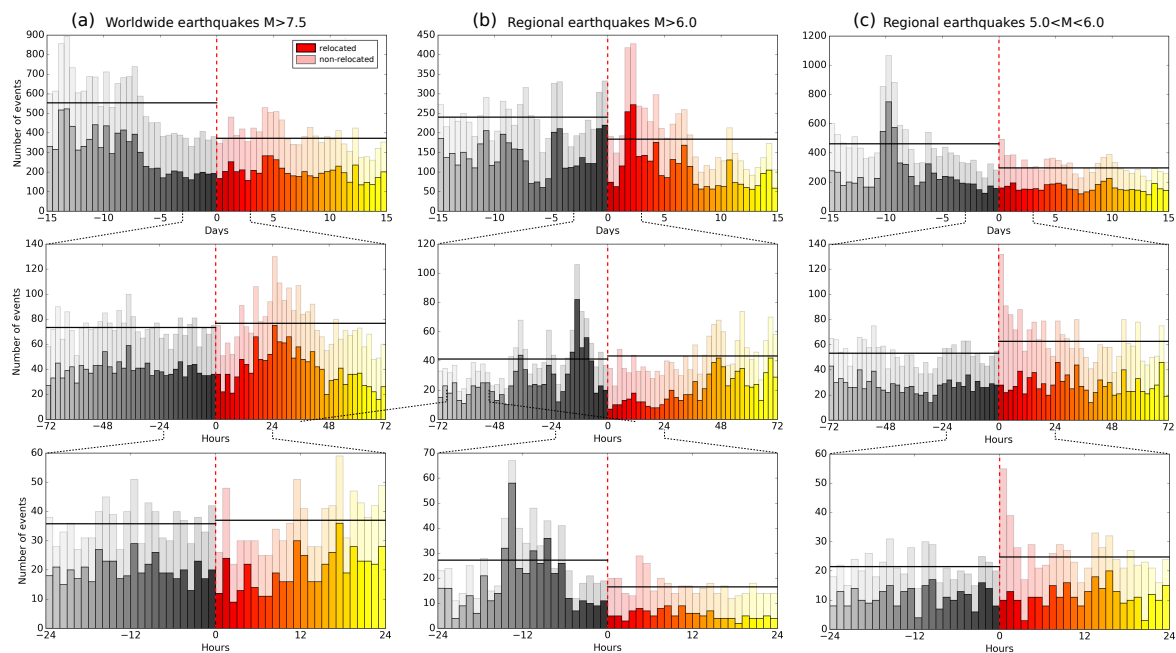 (a) Worldwide earthquakes M>7.5
(b) Regional earthquakes M>6.0
(c) Regional earthquakes 5.0<M<6.0
relocated
non-relocated
Number of events
900
800
700
600
500
400
300
200
100
0
−15 −10 −5 0 5 10 15
Days
450
400
350
300
250
200
150
100
50
0
−15 −10 −5 0 5 10 15
Days
1200
1000
800
600
400
200
0
−15 −10 −5 0 5 10 15
Days
Number of events
140
120
100
80
60
40
20
0
−72 −48 −24 0 24 48 72
Hours
120
100
80
60
40
20
0
−72 −48 −24 0 24 48 72
Hours
140
120
100
80
60
40
20
0
−72 −48 −24 0 24 48 72
Hours
Number of events
60
50
40
30
20
10
0
−24 −12 0 12 24
Hours
70
60
50
40
30
20
10
0
−24 −12 0 12 24
Hours
60
50
40
30
20
10
0
−24 −12 0 12 24
Hours